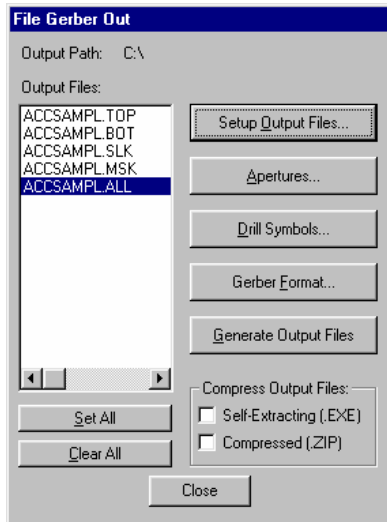 File Gerber Out
Output Path: C:\
Output Files:
ACCSAMPL.TOP
ACCSAMPL.BOT
ACCSAMPL.SLK
ACCSAMPL.MSK
ACCSAMPL.ALL
Set All
Clear All
Setup Output Files...
Apertures...
Drill Symbols...
Gerber Format...
Generate Output Files
Compress Output Files:
Self-Extracting (.EXE)
Compressed (.ZIP)
Close